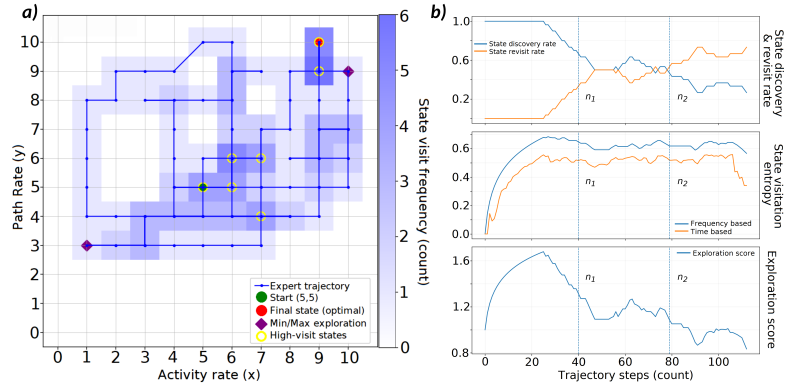 a)
10
9
8
7
6
5
4
3
2
1
0
Path Rate (y)
0 1 2 3 4 5 6 7 8 9 10
Activity rate (x)
Expert trajectory
Start (5,5)
Final state (optimal)
Min/Max exploration
High-visit states
6
5
4
3
2
1
0
State visit frequency (count)
b)
1.0
0.6
0.2
State discovery rate
State revisit rate
n1
n2
State discovery
& revisit rate
0.6
0.4
0.2
0.0
n1
n2
Frequency based
Time based
State visitation
entropy
1.6
1.2
0.8
Exploration score
n1
n2
Exploration score
0 20 40 60 80 100
Trajectory steps (count)